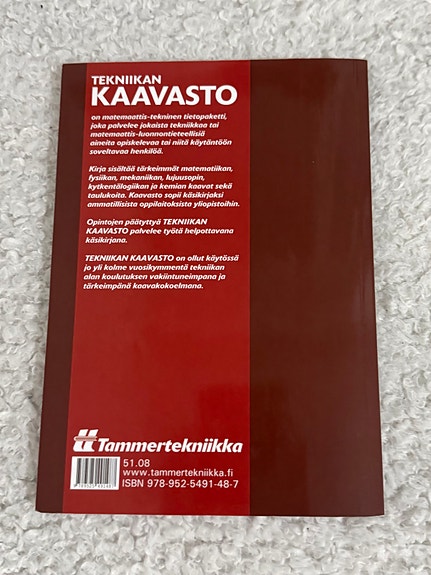 TEKNIIKAN
KAAVASTO
on matemaattis-tekninen tietopaketti,
joka palvelee jokaista tekniikkaa tai
matemaattis-luonnontieteellisiä
aineita opiskelevaa tai niitä käytäntöön
soveltavaa henkilöä.
Kirja sisältää tärkeimmät matematiikan,
fysiikan, mekaniikan, lujuusopin,
kytkentälogiikan ja kemian kaavat sekä
taulukoita. Kaavasto sopii käsikirjaksi
ammatillisista oppilaitoksista yliopistoihin.
Opintojen päätyttyä TEKNIIKAN
KAAVASTO palvelee työtä helpottavana
käsikirjana.
TEKNIIKAN KAAVASTO on ollut käytössä
jo yli kolme vuosikymmentä tekniikan
alan koulutuksen vakiintuneimpana ja
tärkeimpänä kaavakokoelmana.
tt Tammertekniikka
51.08
www.tammertekniikka.fi
ISBN 978-952-5491-48-7